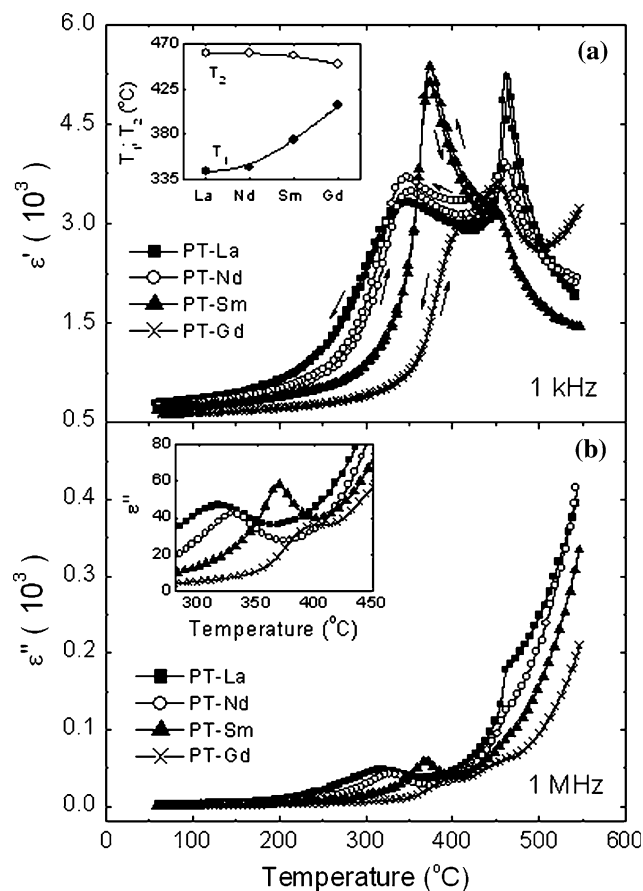 (a)
6.0
4.5
3.0
1.5
0.5
ε' ( 10³ )
470
425
380
335
T₁; T₂ (°C)
T₂
T₁
La Nd Sm Gd
PT-La
PT-Nd
PT-Sm
PT-Gd
1 kHz
(b)
0.4
0.3
0.2
0.1
0.0
ε'' ( 10³ )
80
60
40
20
0
ε''
300 350 400 450
Temperature (°C)
PT-La
PT-Nd
PT-Sm
PT-Gd
1 MHz
0 100 200 300 400 500 600
Temperature (°C)